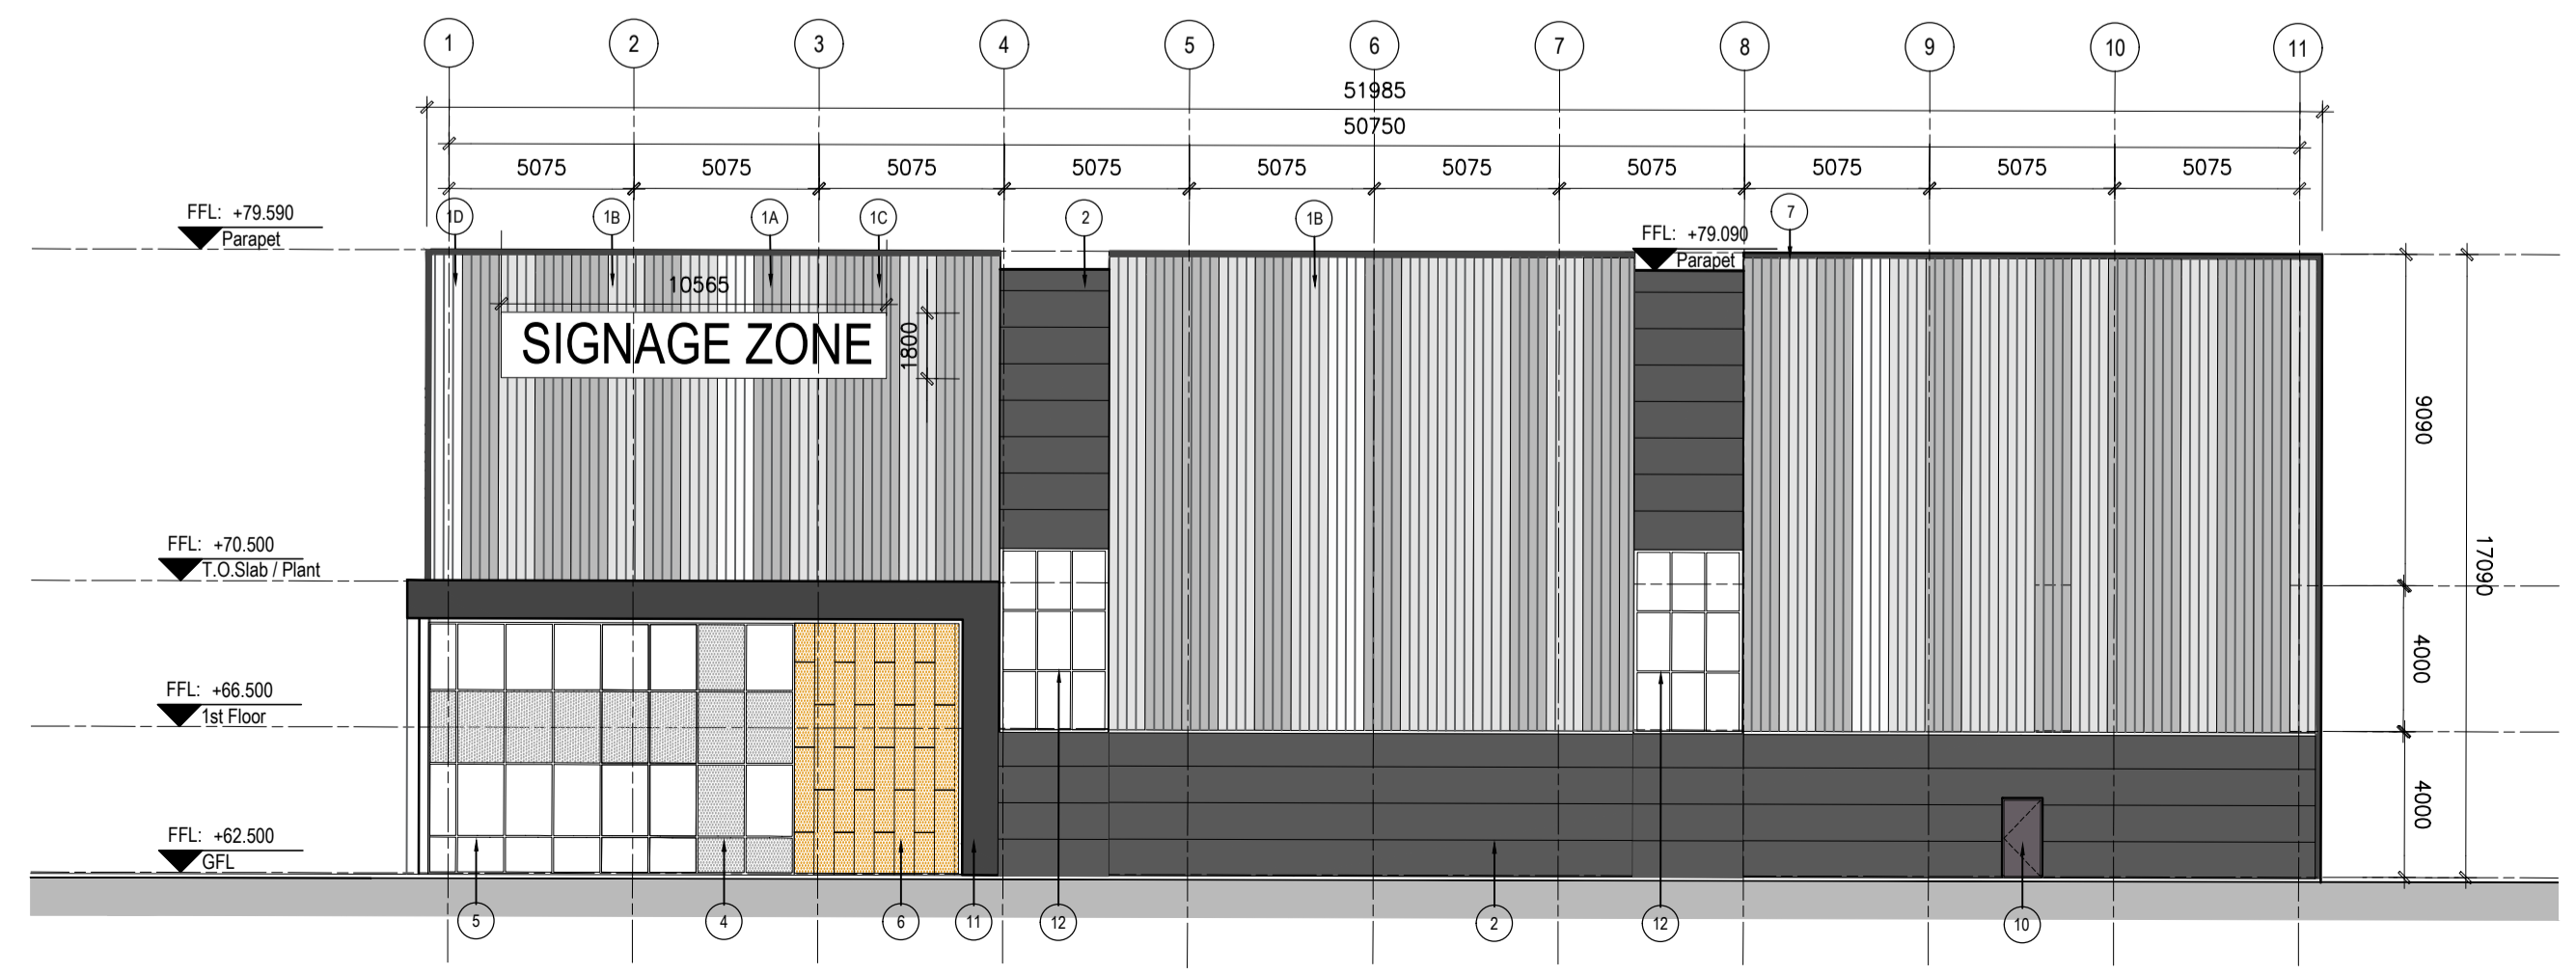 1 2 3 4 5 6 7 8 9 10 11
51985
50750
5075 5075 5075 5075 5075 5075 5075 5075 5075 5075
FFL: +79.590
Parapet
1D 1B 1A 1C 2 1B 7
FFL: +79.090
Parapet
10565
SIGNAGE ZONE
1800
9090
FFL: +70.500
T.O.Slab / Plant
17090
4000
FFL: +66.500
1st Floor
4000
FFL: +62.500
GFL
5 4 6 11 12 2 12 10